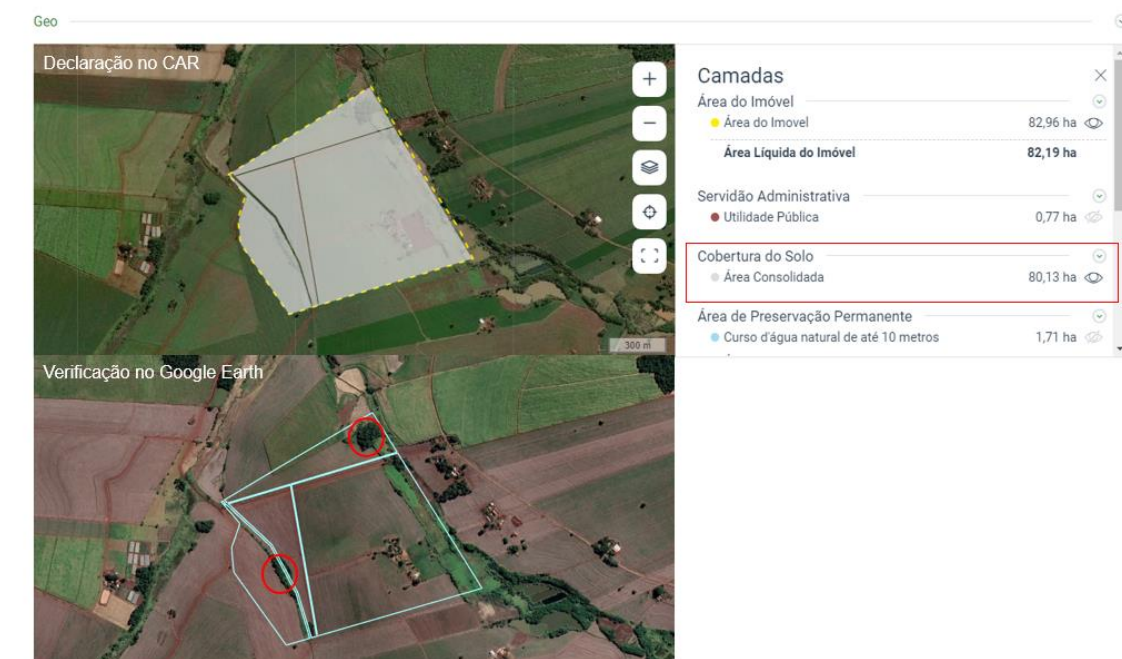 Geo
Declaração no CAR
300 m
Camadas
Área do Imóvel
Área do Imovel 82,96 ha
Área Líquida do Imóvel 82,19 ha
Servidão Administrativa
Utilidade Pública 0,77 ha
Cobertura do Solo
Área Consolidada 80,13 ha
Área de Preservação Permanente
Curso d'água natural de até 10 metros 1,71 ha
Verificação no Google Earth